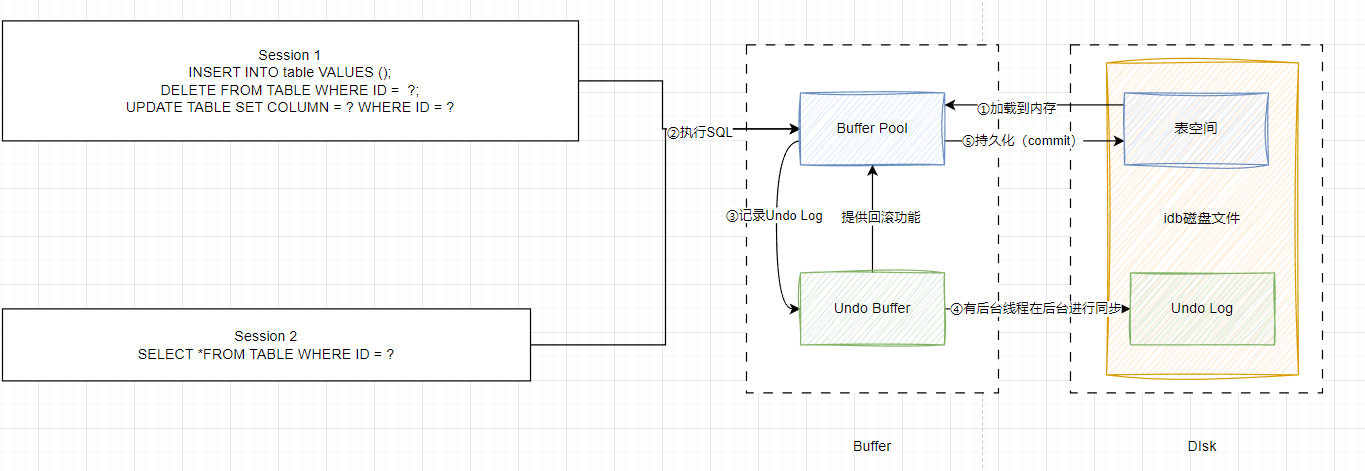 Session 1
INSERT INTO table VALUES ();
DELETE FROM TABLE WHERE ID = ?;
UPDATE TABLE SET COLUMN = ? WHERE ID = ?
②执行SQL
Buffer Pool
①加载到内存
表空间
⑤持久化（commit）
③记录Undo Log
提供回滚功能
idb磁盘文件
Undo Buffer
④有后台线程在后台进行同步
Undo Log
Session 2
SELECT *FROM TABLE WHERE ID = ?
Buffer
DIsk